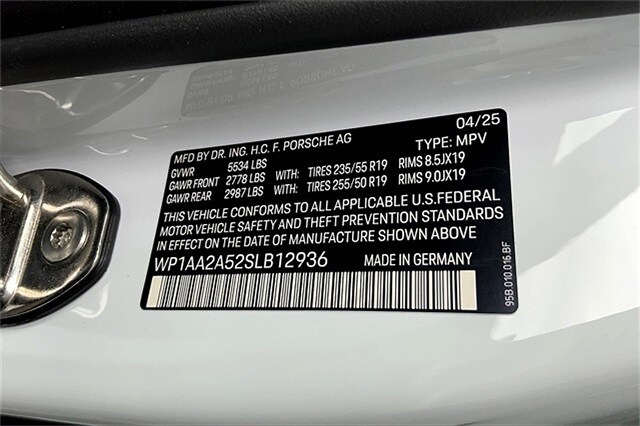 04/25
MFD BY DR. ING. H.C. F. PORSCHE AG
TYPE: MPV
GVWR 5534 LBS
GAWR FRONT 2778 LBS WITH: TIRES 235/55 R19 RIMS 8.5JX19
GAWR REAR 2987 LBS WITH: TIRES 255/50 R19 RIMS 9.0JX19
THIS VEHICLE CONFORMS TO ALL APPLICABLE U.S.FEDERAL
MOTOR VEHICLE SAFETY AND THEFT PREVENTION STANDARDS
IN EFFECT ON THE DATE OF MANUFACTURE SHOWN ABOVE
WP1AA2A52SLB12936 MADE IN GERMANY
95B.010.016.BF